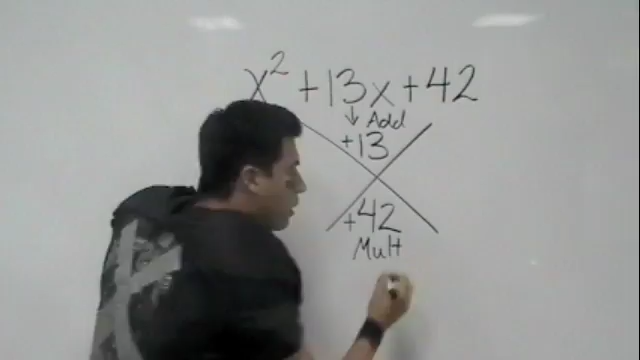 x² + 13x + 42
↓ Add
+13
+42
Mult